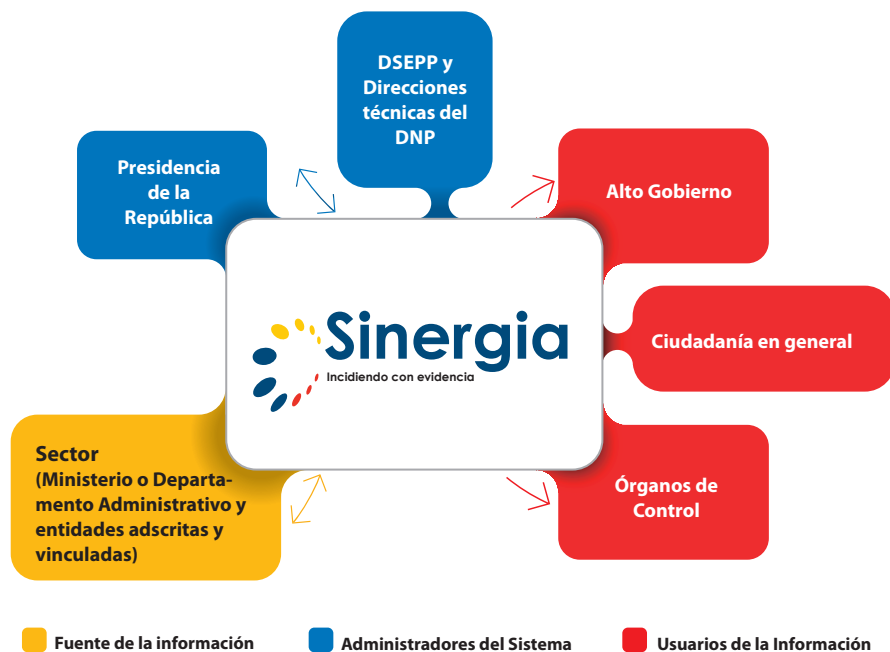 DSEPP y
Direcciones
técnicas del
DNP
Presidencia
de la
República
Alto Gobierno
Sinergia
Incidiendo con evidencia
Ciudadanía en general
Sector
(Ministerio o Departa-
mento Administrativo y
entidades adscritas y
vinculadas)
Órganos de
Control
Fuente de la información
Administradores del Sistema
Usuarios de la Información